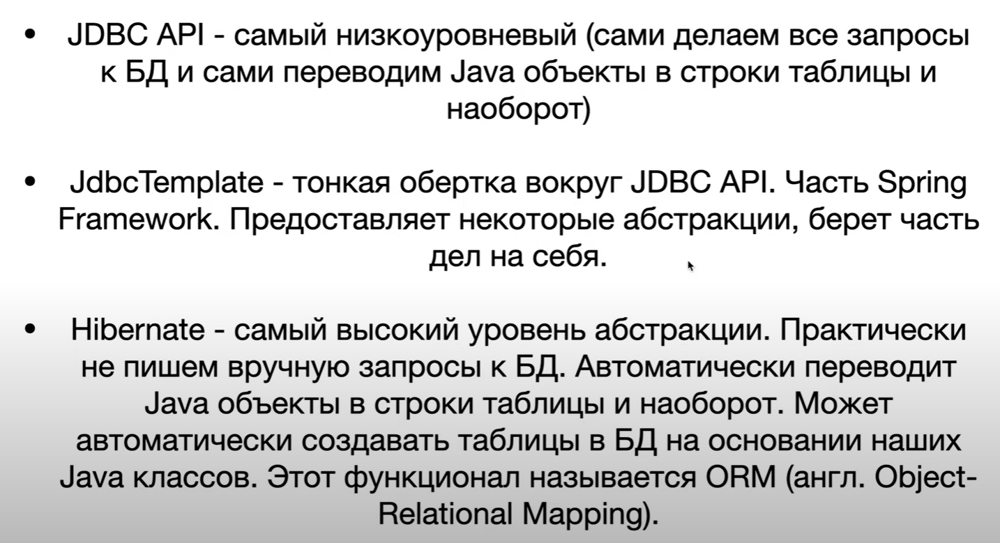 • JDBC API - самый низкоуровневый (сами делаем все запросы
к БД и сами переводим Java объекты в строки таблицы и
наоборот)
• JdbcTemplate - тонкая обертка вокруг JDBC API. Часть Spring
Framework. Предоставляет некоторые абстракции, берет часть
дел на себя.
• Hibernate - самый высокий уровень абстракции. Практически
не пишем вручную запросы к БД. Автоматически переводит
Java объекты в строки таблицы и наоборот. Может
автоматически создавать таблицы в БД на основании наших
Java классов. Этот функционал называется ORM (англ. Object-
Relational Mapping).